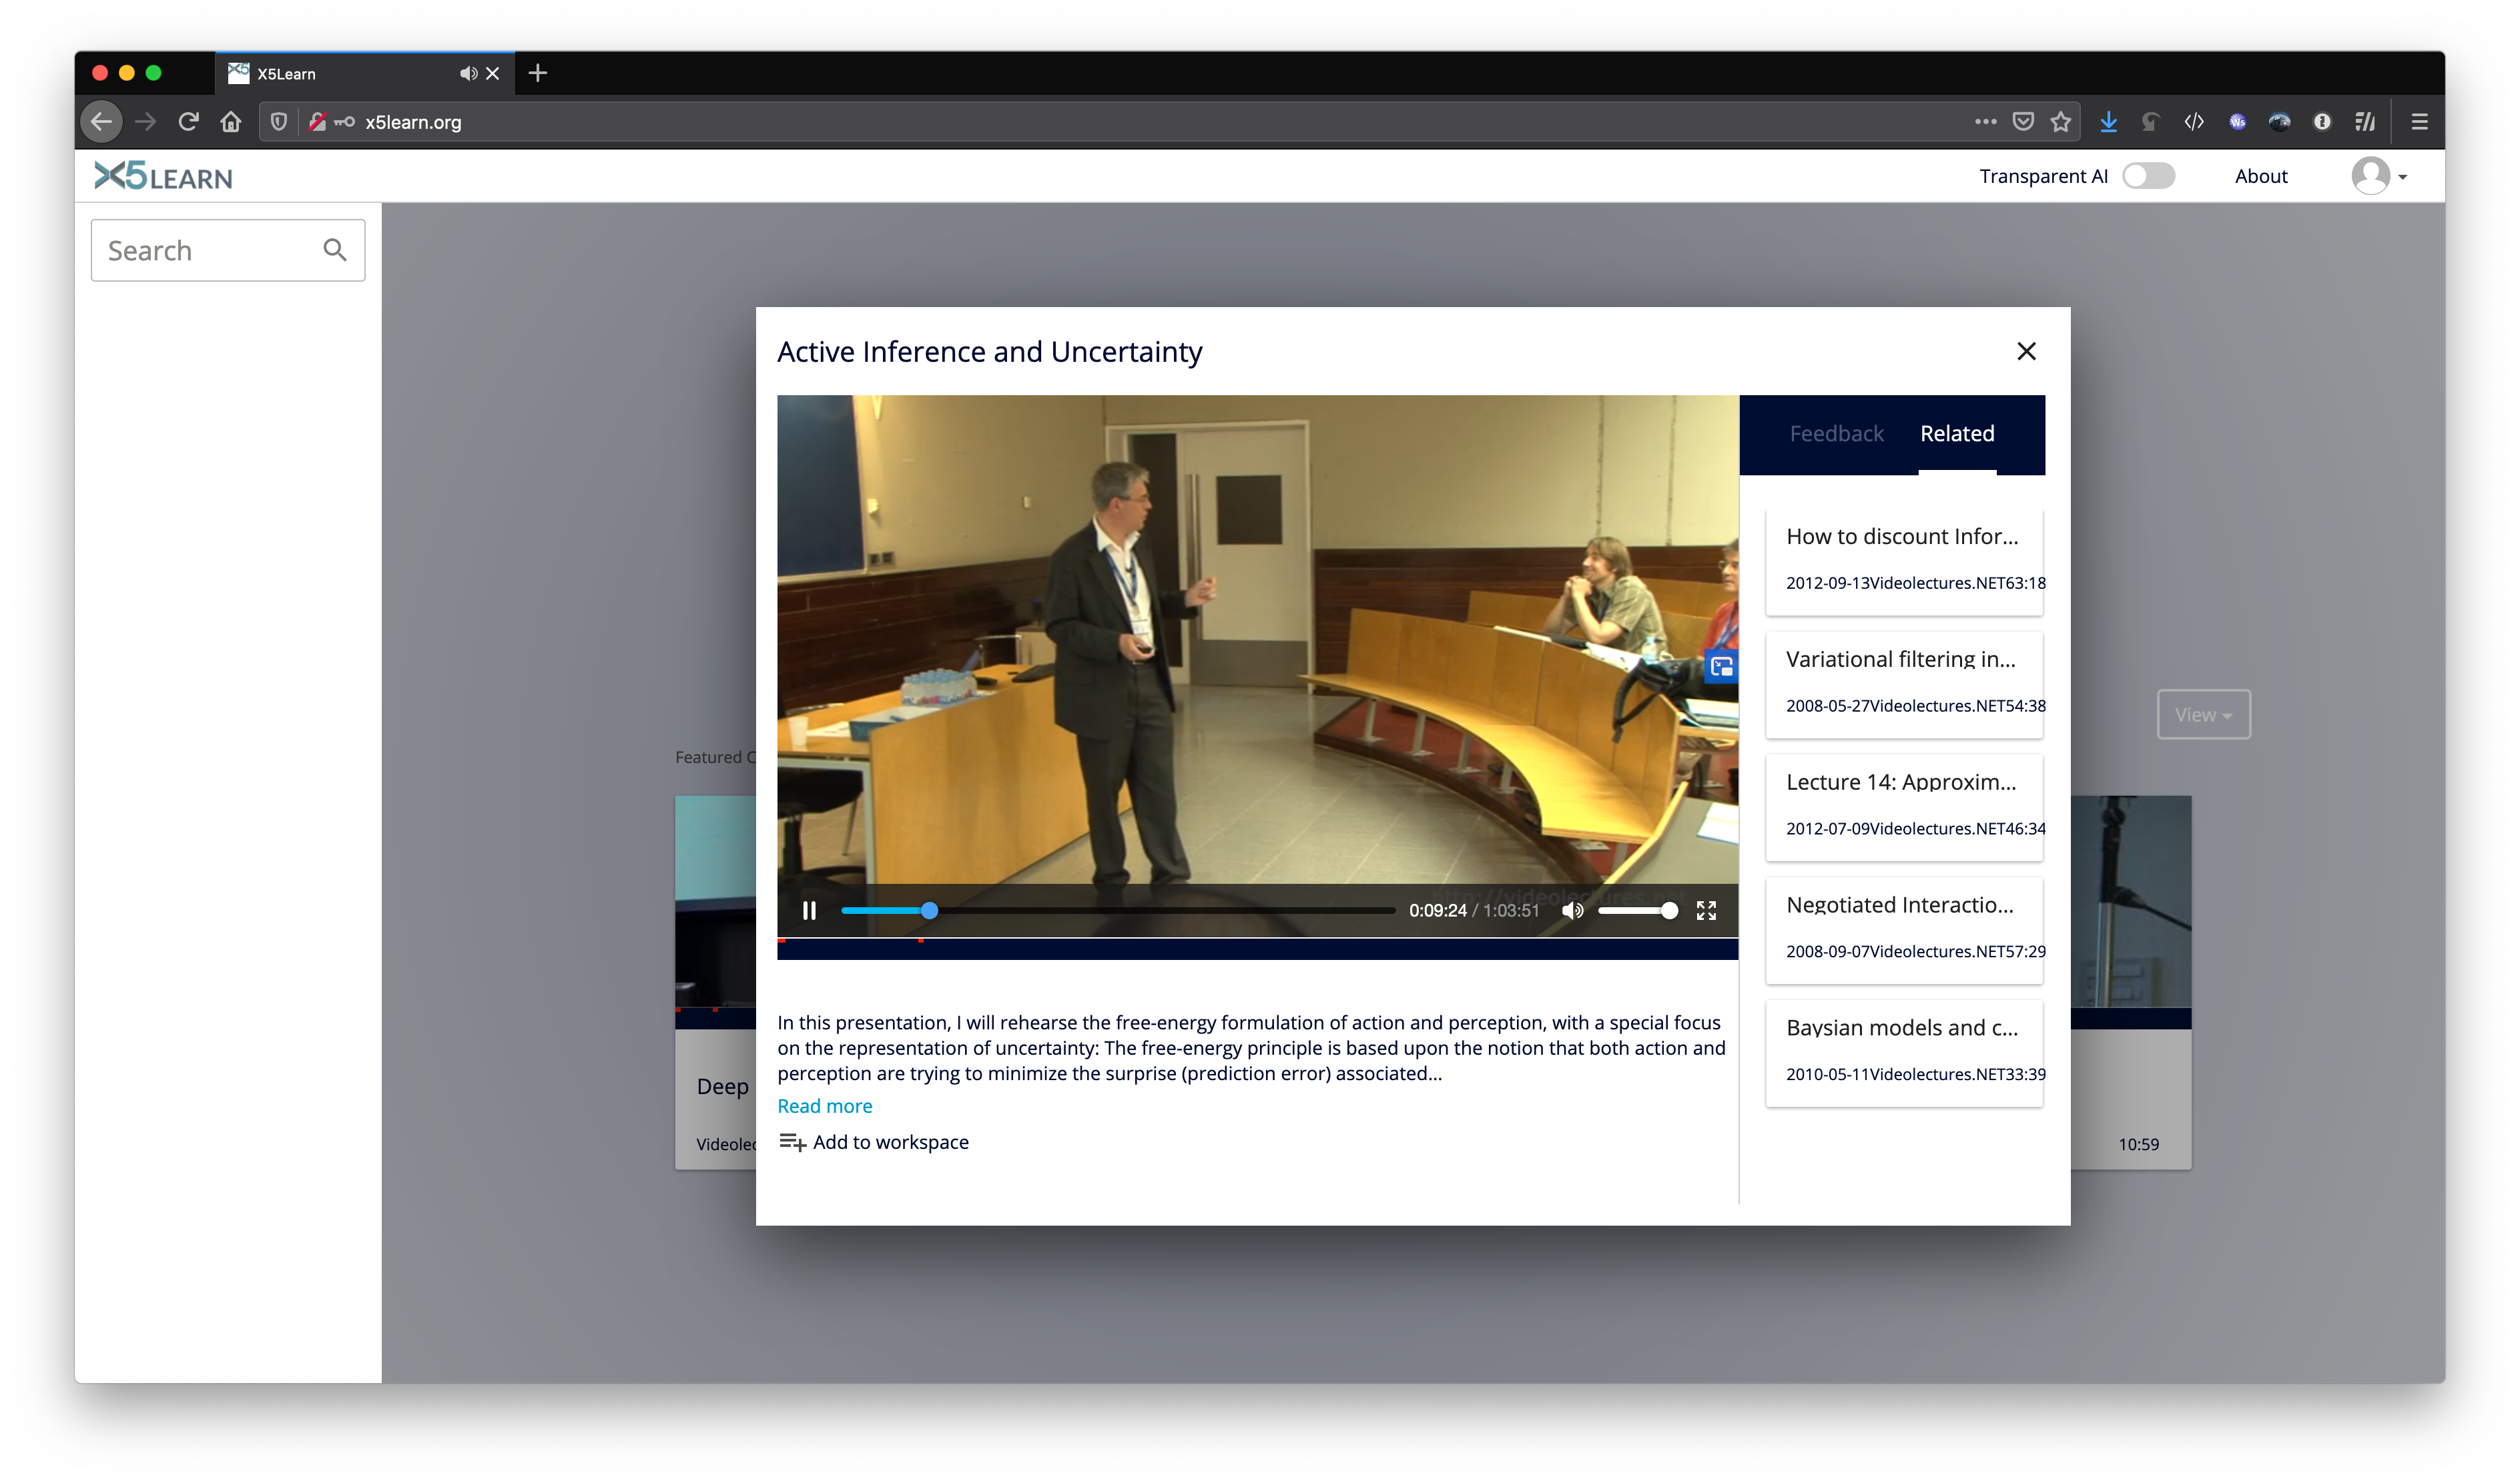 X5Learn
x5learn.org
X5LEARN
Transparent AI
About
Search
Active Inference and Uncertainty
Feedback
Related
How to discount Infor...
2012-09-13Videolectures.NET63:18
Variational filtering in...
2008-05-27Videolectures.NET54:38
Lecture 14: Approxim...
2012-07-09Videolectures.NET46:34
Negotiated Interactio...
2008-09-07Videolectures.NET57:29
Baysian models and c...
2010-05-11Videolectures.NET33:39
View
Featured C
0:09:24 / 1:03:51
In this presentation, I will rehearse the free-energy formulation of action and perception, with a special focus
on the representation of uncertainty: The free-energy principle is based upon the notion that both action and
perception are trying to minimize the surprise (prediction error) associated...
Read more
Add to workspace
Deep
Videolec
10:59